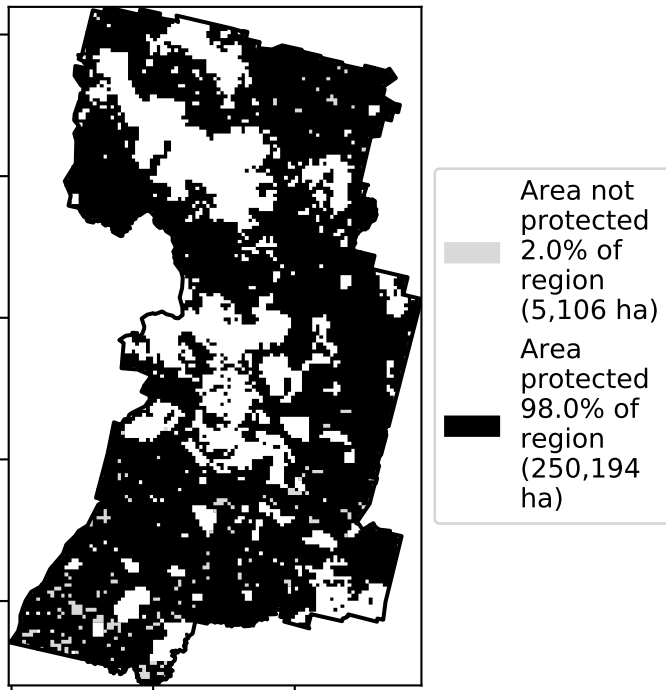 Area not
protected
2.0% of
region
(5,106 ha)
Area
protected
98.0% of
region
(250,194
ha)